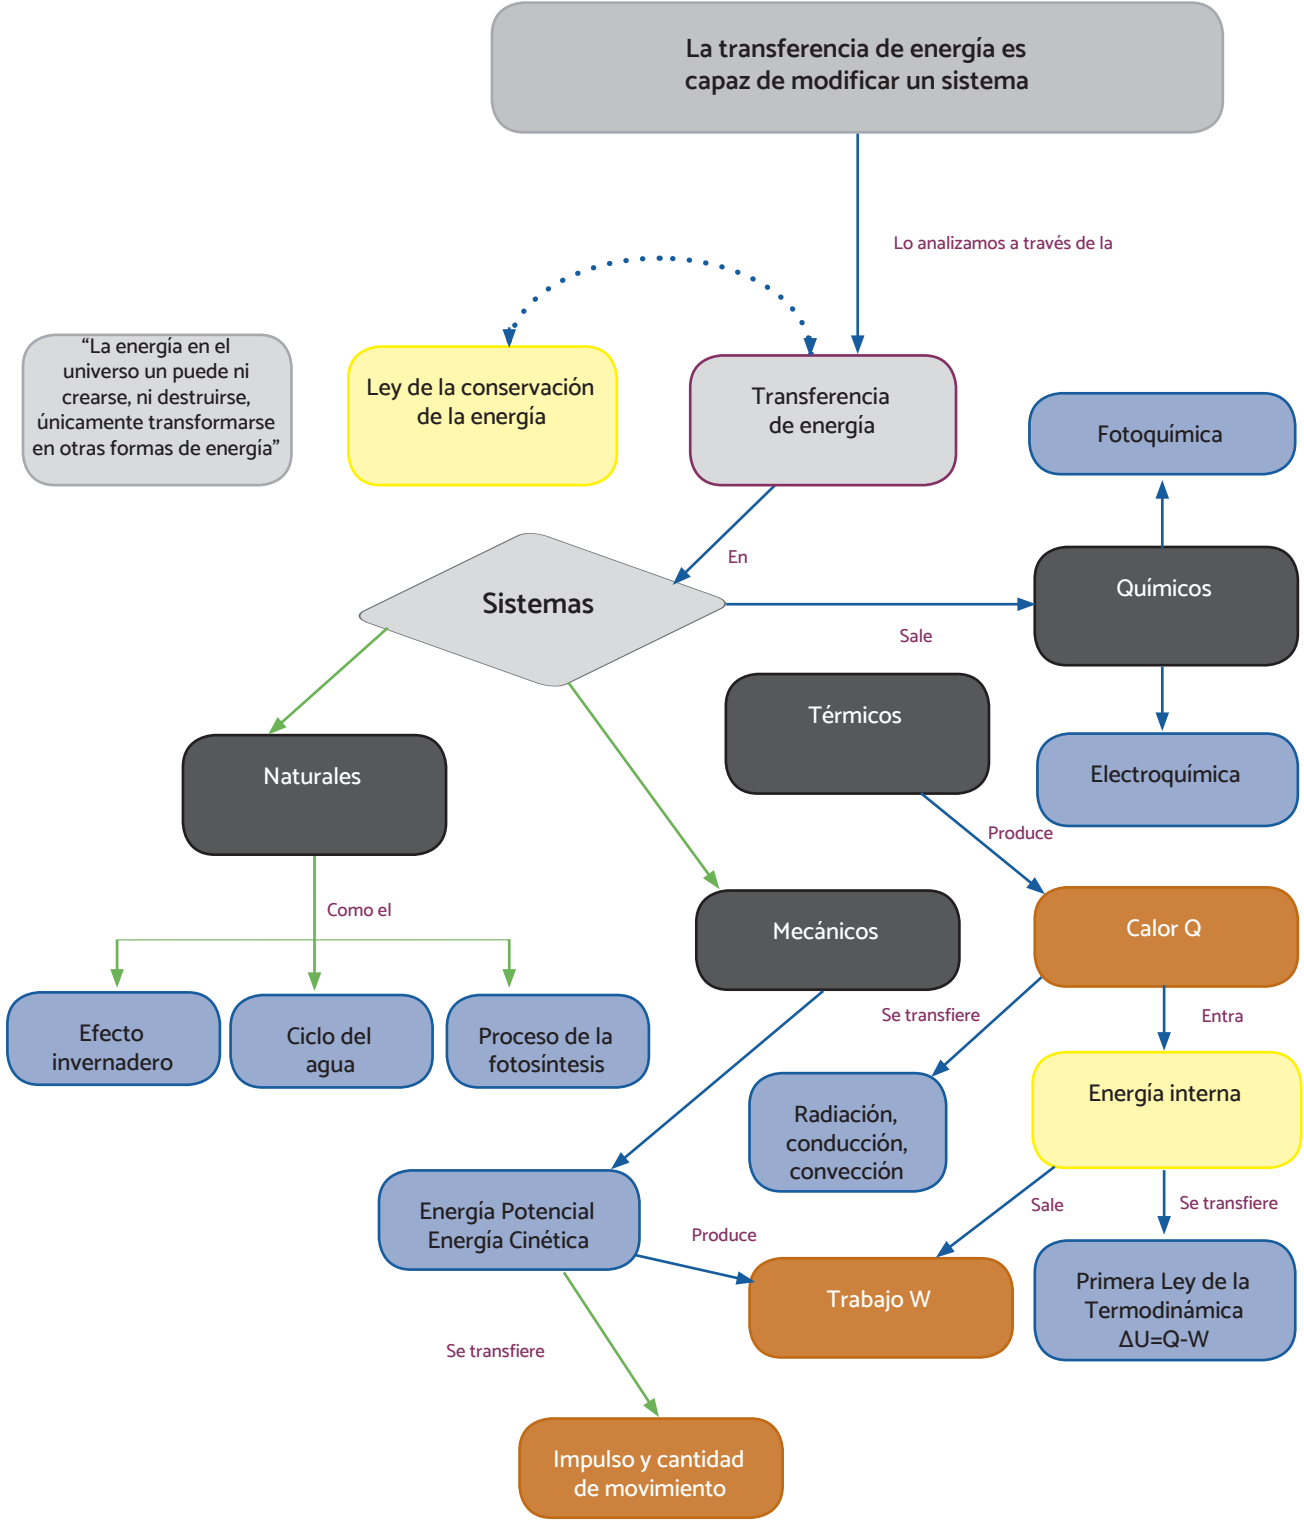 La transferencia de energía es
capaz de modificar un sistema
Lo analizamos a través de la
“La energía en el
universo un puede ni
crearse, ni destruirse,
únicamente transformarse
en otras formas de energía”
Ley de la conservación
de la energía
Transferencia
de energía
Fotoquímica
En
Sistemas
Químicos
Sale
Térmicos
Naturales
Electroquímica
Produce
Como el
Mecánicos
Calor Q
Se transfiere
Entra
Efecto
invernadero
Ciclo del
agua
Proceso de la
fotosíntesis
Radiación,
conducción,
convección
Energía interna
Energía Potencial
Energía Cinética
Produce
Sale
Se transfiere
Trabajo W
Primera Ley de la
Termodinámica
ΔU=Q-W
Se transfiere
Impulso y cantidad
de movimiento